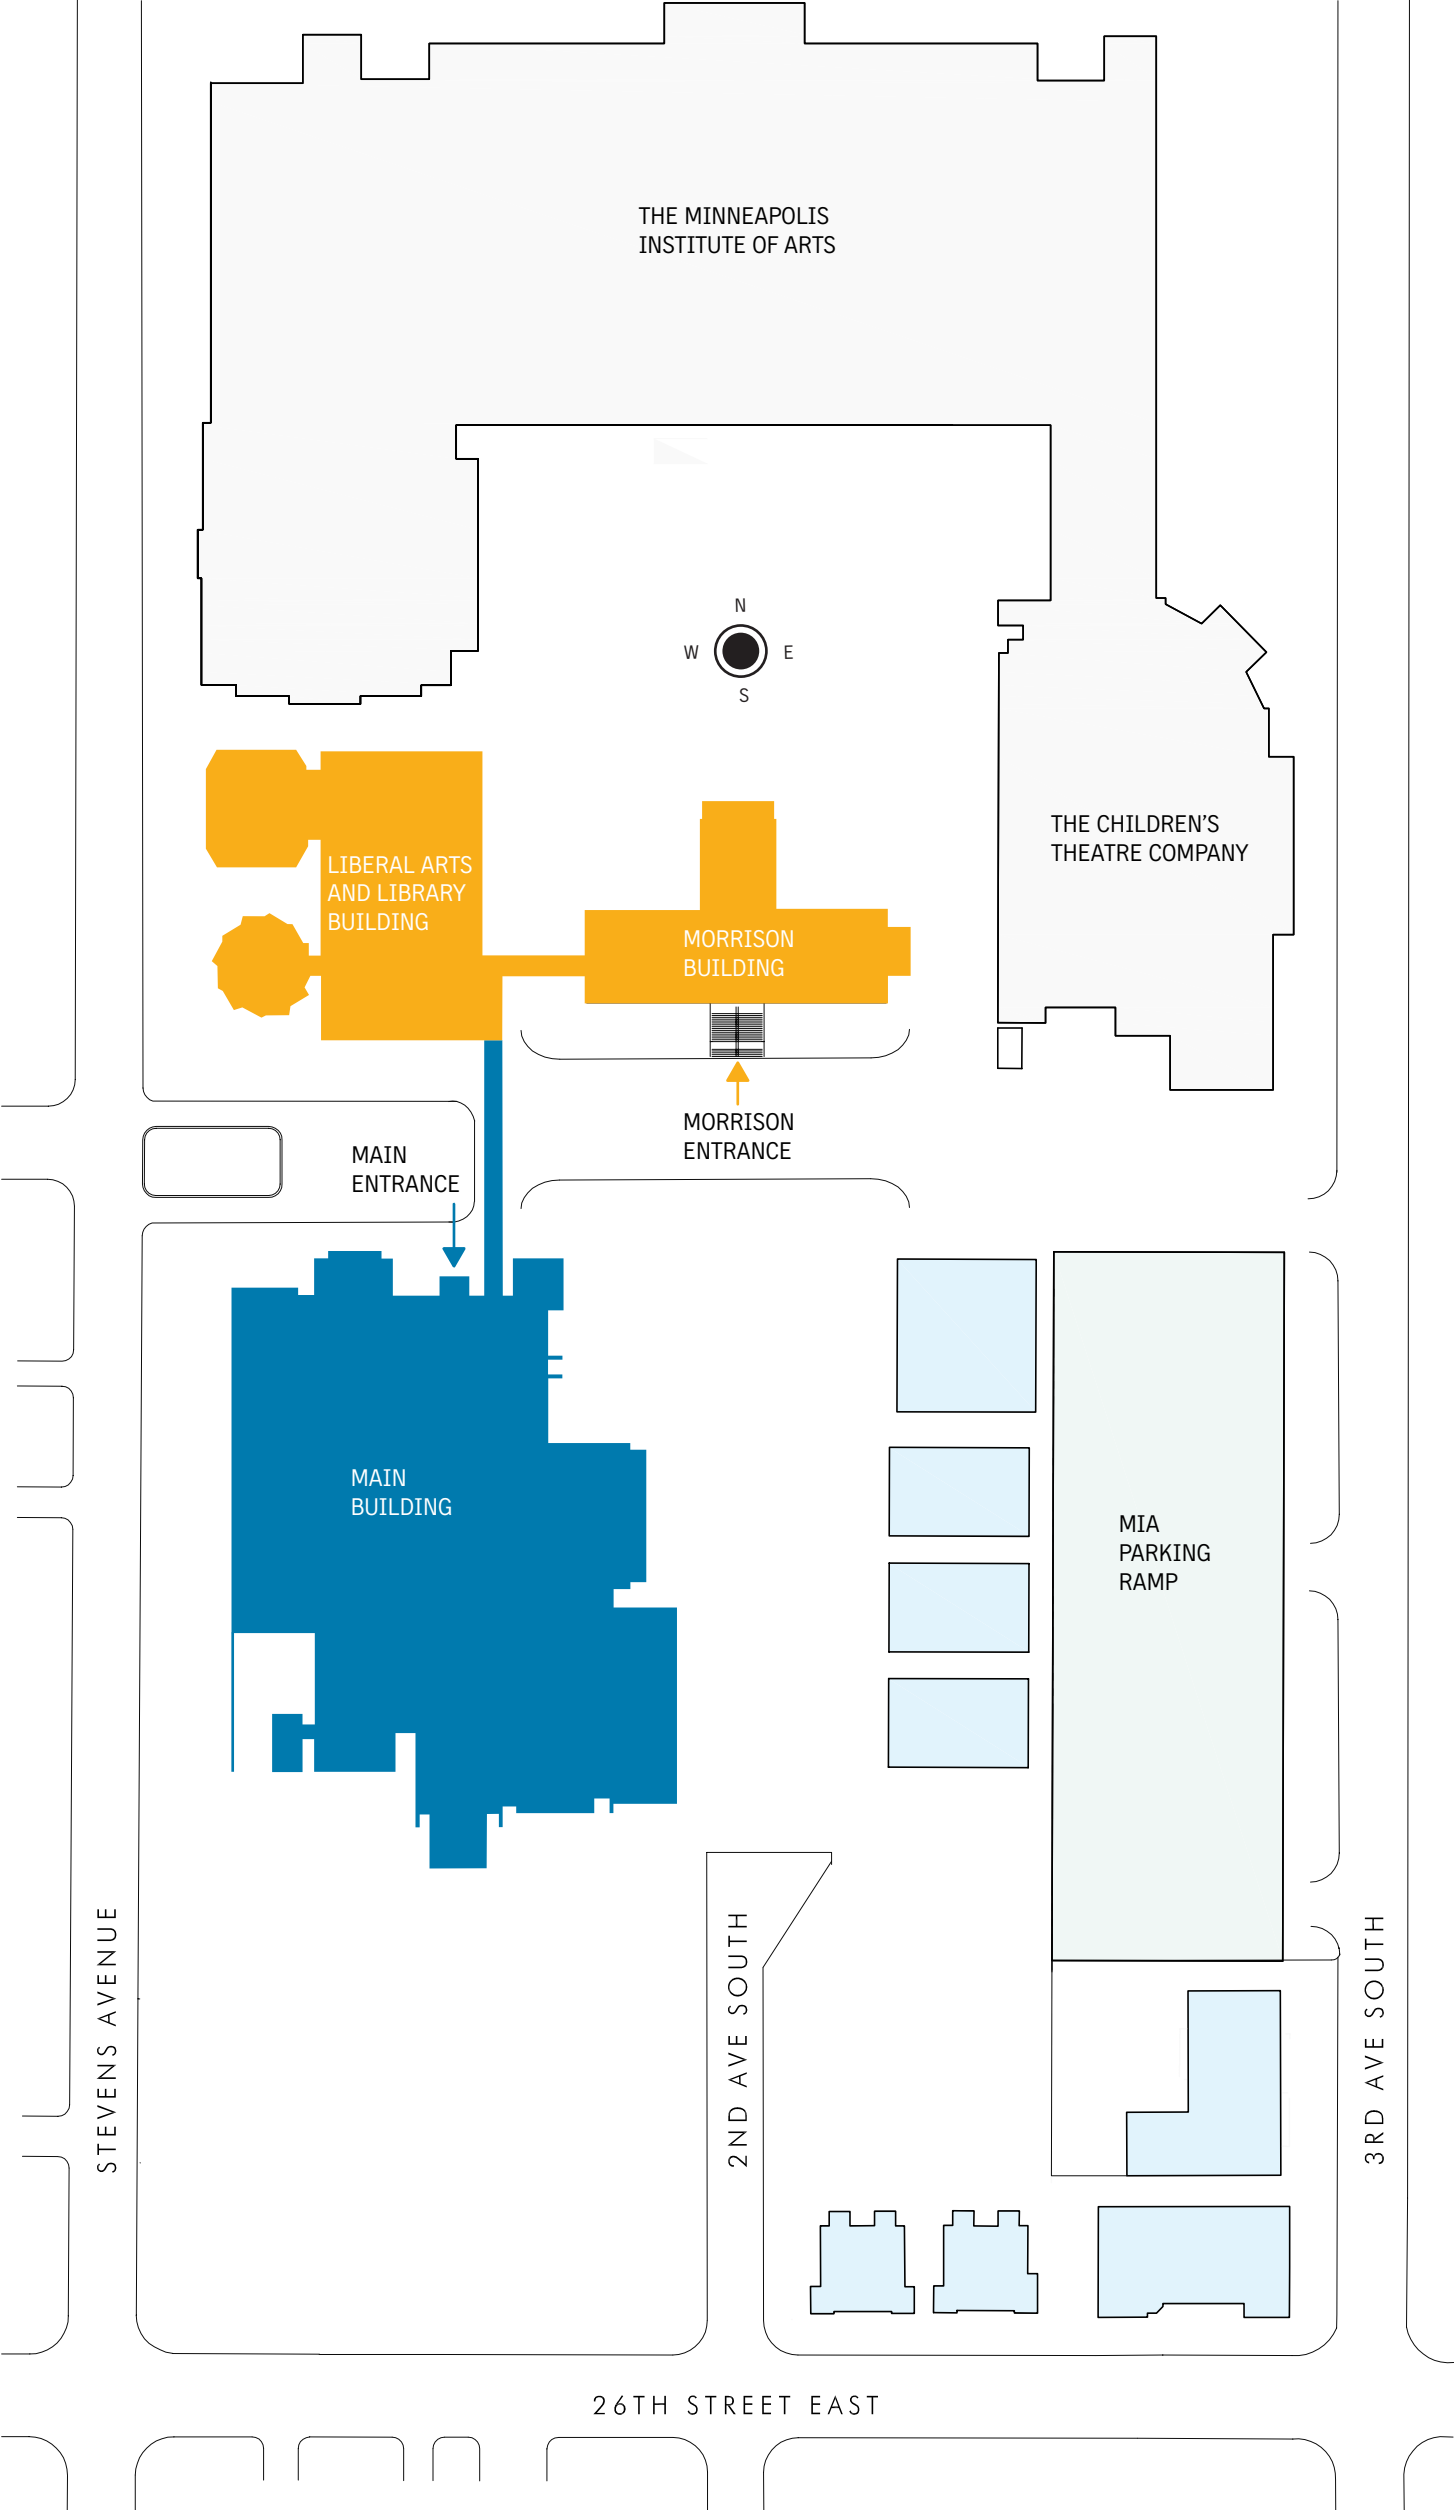 THE MINNEAPOLIS
INSTITUTE OF ARTS
N
W
E
S
THE CHILDREN’S
THEATRE COMPANY
LIBERAL ARTS
AND LIBRARY
BUILDING
MORRISON
BUILDING
MORRISON
ENTRANCE
MAIN
ENTRANCE
MAIN
BUILDING
MIA
PARKING
RAMP
STEVENS AVENUE
2ND AVE SOUTH
3RD AVE SOUTH
26TH STREET EAST